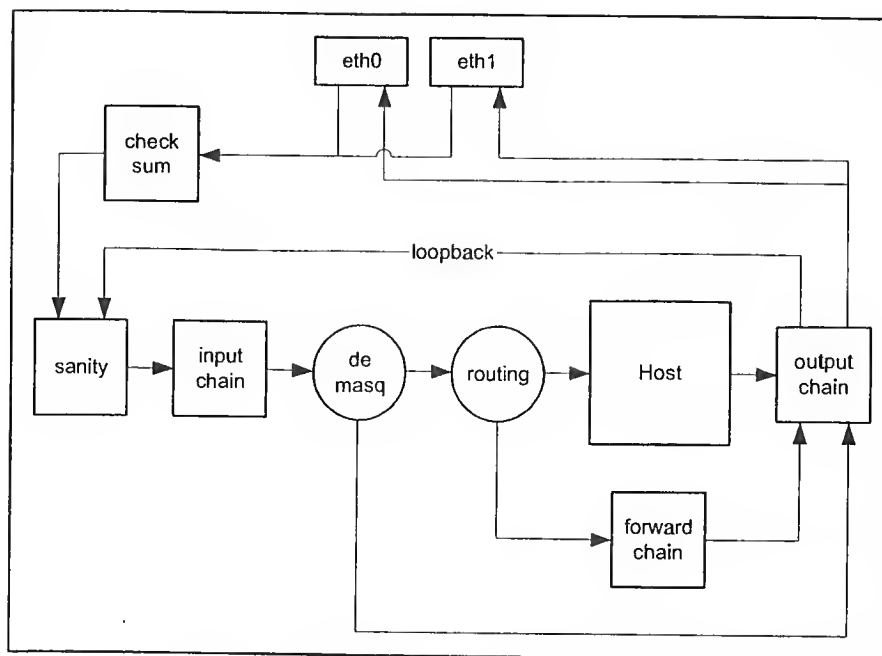 eth0
eth1
check
sum
loopback
sanity
input
chain
de
masq
routing
Host
output
chain
forward
chain